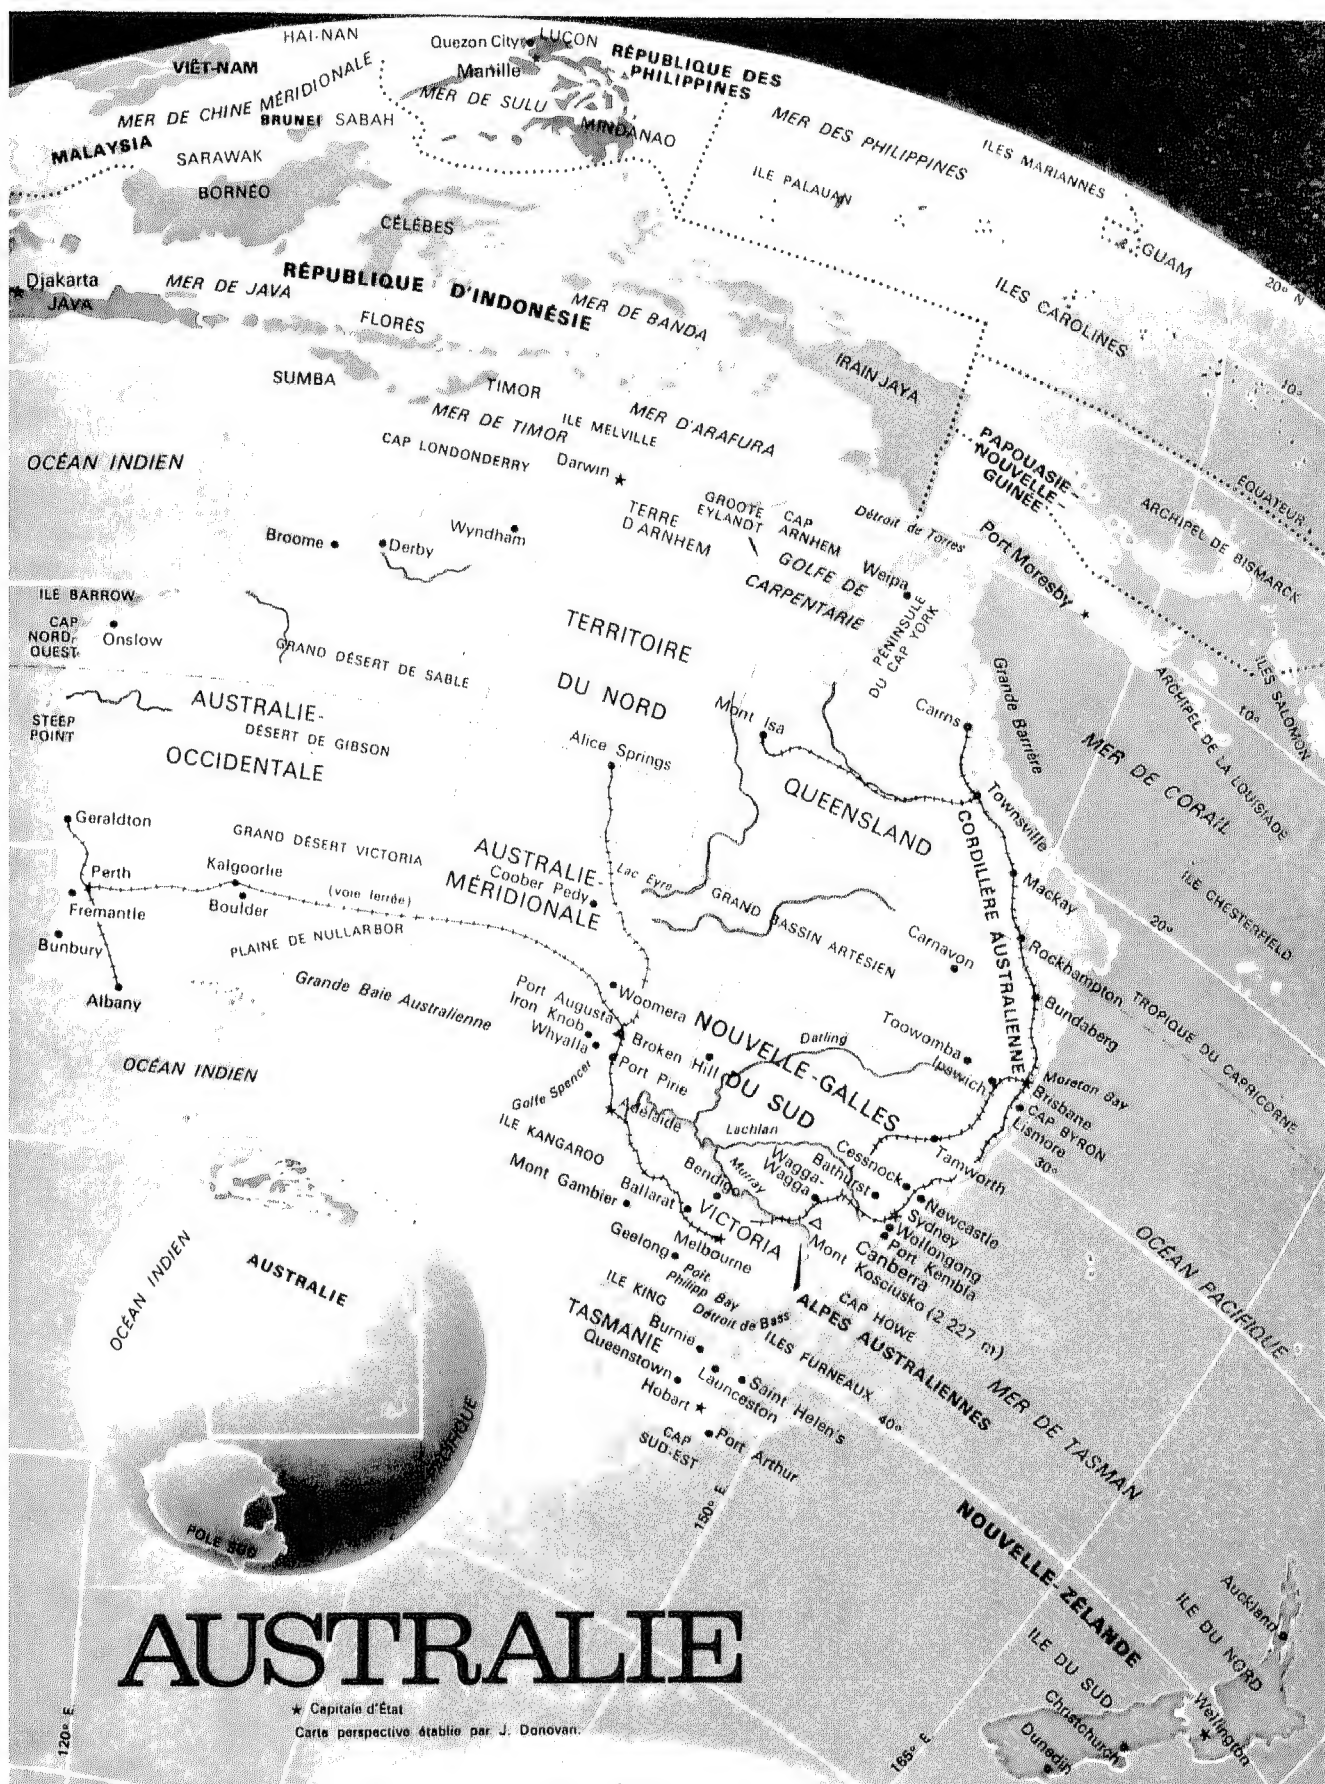 HAI-NAN
Quezon City
LUÇON
RÉPUBLIQUE DES
PHILIPPINES
VIÊT-NAM
Manille
MER DE CHINE MÉRIDIONALE
MER DE SULU
BRUNEI
SABAH
MINDANAO
MER DES PHILIPPINES
ILES MARIANNES
MALAYSIA
SARAWAK
BORNÉO
ILE PALAUAN
CÉLÈBES
GUAM
20° N
Djakarta
JAVA
MER DE JAVA
RÉPUBLIQUE D'INDONÉSIE
MER DE BANDA
ILES CAROLINES
FLORÈS
IRAIN JAYA
10°
SUMBA
TIMOR
MER DE TIMOR
ILE MELVILLE
MER D'ARAFURA
CAP LONDONDERRY
Darwin
OCÉAN INDIEN
PAPOUASIE-
NOUVELLE-
GUINÉE
ÉQUATEUR
ARCHIPEL DE BISMARCK
GROOTE
EYLANDT
CAP
ARNHEM
TERRE
D'ARNHEM
Détroit de Torres
Port Moresby
Broome
Derby
Wyndham
GOLFE DE
CARPENTARIE
Weipa
PÉNINSULE
DU CAP YORK
ILE BARROW
CAP
NORD-
OUEST
Onslow
GRAND DÉSERT DE SABLE
TERRITOIRE
DU NORD
Grande Barrière
ILES SALOMON
ARCHIPEL DE LA LOUISIADE
10°
AUSTRALIE-
OCCIDENTALE
DÉSERT DE GIBSON
STEEP
POINT
Mont Isa
Cairns
MER DE CORAIL
Alice Springs
QUEENSLAND
Townsville
Geraldton
GRAND DÉSERT VICTORIA
AUSTRALIE-
MÉRIDIONALE
Coober Pedy
Lac Eyre
CORDILLÈRE AUSTRALIENNE
Mackay
ILE CHESTERFIELD
20°
Perth
Kalgoorlie
(voie ferrée)
Fremantle
Boulder
Bunbury
PLAINE DE NULLARBOR
GRAND BASSIN ARTÉSIEN
Carnavon
Rockhampton
TROPIQUE DU CAPRICORNE
Albany
Grande Baie Australienne
Port Augusta
Iron Knob
Whyalla
Woomera
Bundaberg
NOUVELLE-GALLES
DU SUD
Toowomba
Ipswich
Darling
Broken Hill
Port Pirie
OCÉAN INDIEN
Golfe Spencer
Adelaide
Moreton Bay
Brisbane
CAP BYRON
Lismore
30°
ILE KANGAROO
Lachlan
Murray
Cessnock
Bathurst
Wagga-
Wagga
Tamworth
Bendigo
Mont Gambier
Ballarat
VICTORIA
Newcastle
Sydney
Wollongong
Port Kembla
Canberra
Mont Kosciusko (2 227 m)
Melbourne
Geelong
Port
Philipp Bay
OCÉAN PACIFIQUE
ILE KING
Détroit de Bass
CAP HOWE
ALPES AUSTRALIENNES
TASMANIE
Burnie
ILES FURNEAUX
Queenstown
Launceston
Saint Helen's
Hobart
40°
MER DE TASMAN
CAP
SUD-EST
Port Arthur
150° E.
OCÉAN INDIEN
AUSTRALIE
PACIFIQUE
POLE SUD
NOUVELLE-ZÉLANDE
Auckland
ILE DU NORD
ILE DU SUD
Christchurch
Wellington
Dunedin
165° E
120° E.
AUSTRALIE
★ Capitale d'État
Carte perspective établie par J. Donovan.